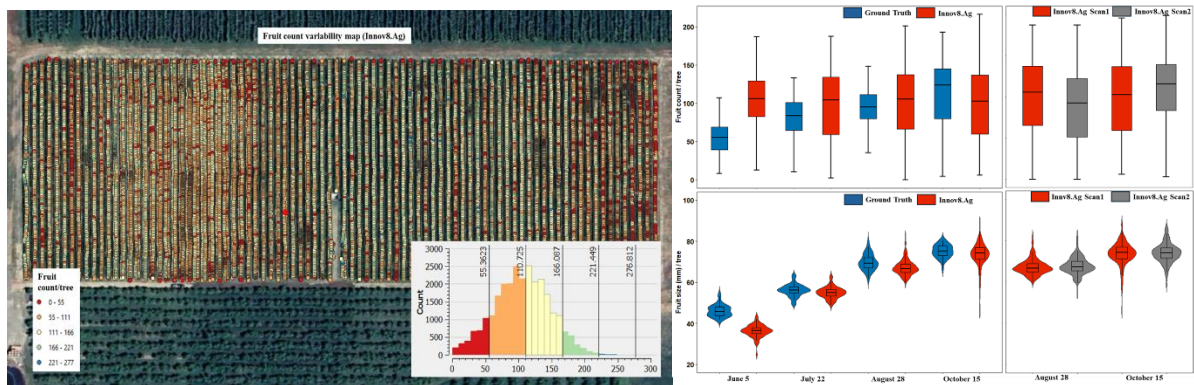 Fruit count variability map (Innov8.Ag)
Fruit
count/tree
0 - 55
55 - 111
111 - 166
166 - 221
221 - 277
Count
3000
2500
2000
1500
1000
500
0
55.3623
110.725
166.087
221.449
276.812
0 50 100 150 200 250 300
Ground Truth Innov8.Ag
Innov8.Ag Scan1 Innov8.Ag Scan2
Fruit count / tree
200
150
100
50
0
Ground Truth Innov8.Ag
Innov8.Ag Scan1 Innov8.Ag Scan2
Fruit size (mm) / tree
80
60
40
20
June 5 July 22 August 28 October 15
August 28 October 15